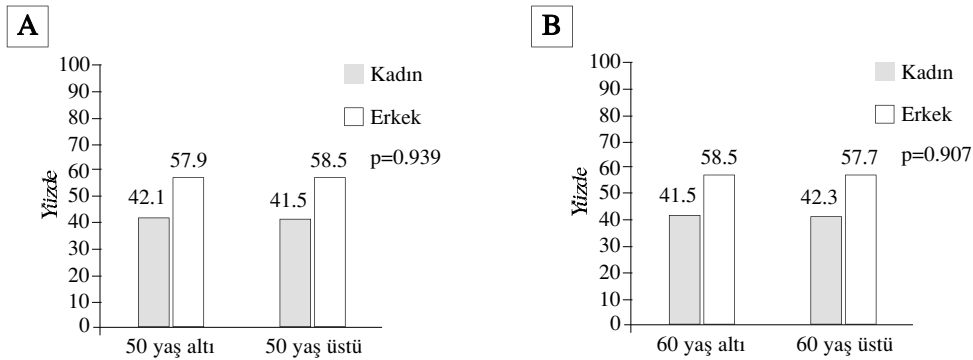 A
100
90
80
70
60
50
40
30
20
10
0
Yüzde
42.1
57.9
41.5
58.5
50 yaş altı
50 yaş üstü
Kadın
Erkek
p=0.939
B
100
90
80
70
60
50
40
30
20
10
0
Yüzde
41.5
58.5
42.3
57.7
60 yaş altı
60 yaş üstü
Kadın
Erkek
p=0.907